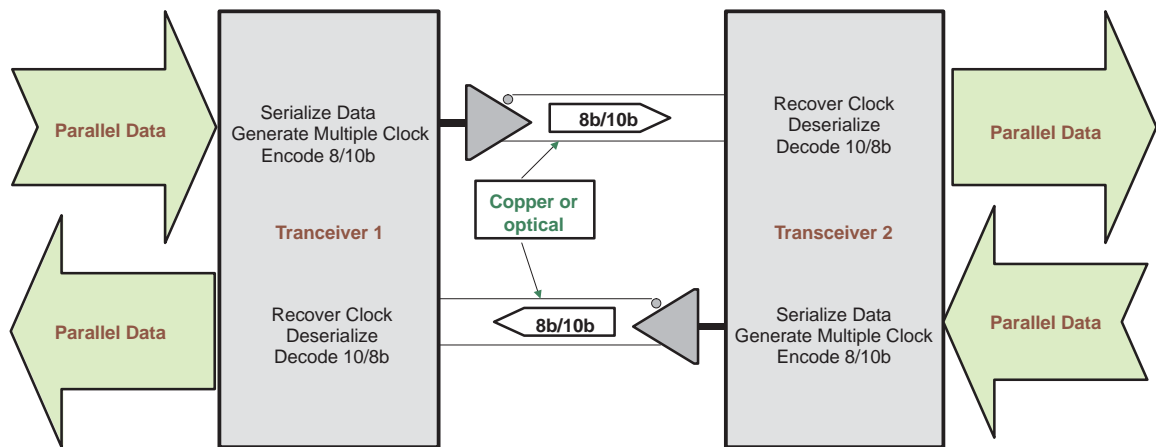 Parallel Data
Serialize Data
Generate Multiple Clock
Encode 8/10b
8b/10b
Recover Clock
Deserialize
Decode 10/8b
Parallel Data
Copper or
optical
Tranceiver 1
Transceiver 2
Parallel Data
Recover Clock
Deserialize
Decode 10/8b
8b/10b
Serialize Data
Generate Multiple Clock
Encode 8/10b
Parallel Data